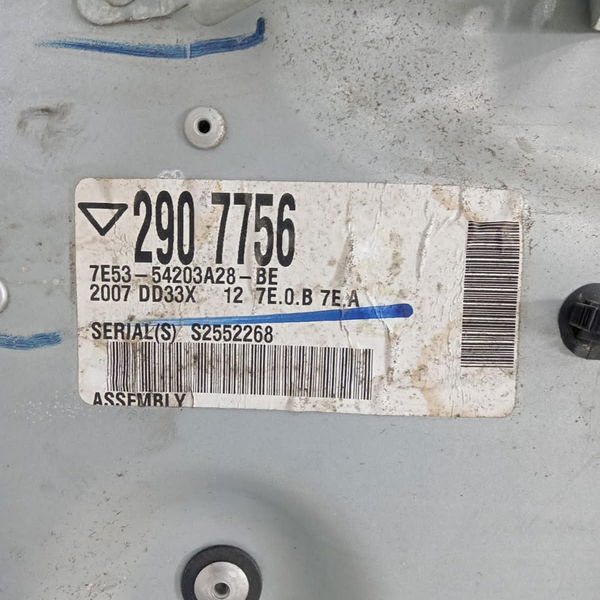 290 7756
7E53-54203A28-BE
2007 DD33X 12 7E.0.B 7E.A
SERIAL(S) S2552268
ASSEMBLY